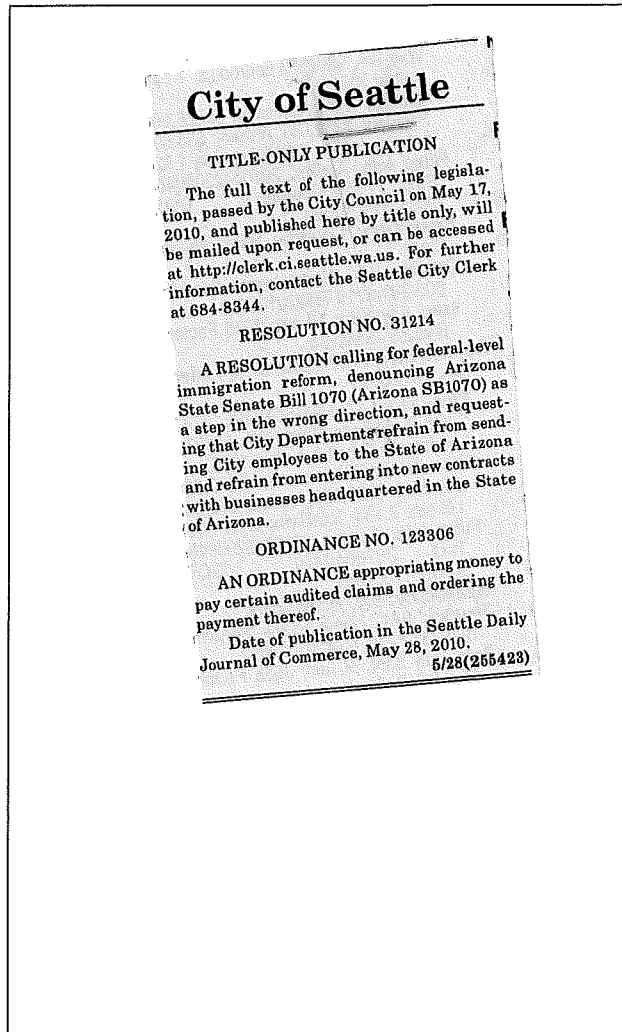 City of Seattle
TITLE-ONLY PUBLICATION
The full text of the following legisla-
tion, passed by the City Council on May 17,
2010, and published here by title only, will
be mailed upon request, or can be accessed
at http://clerk.ci.seattle.wa.us. For further
information, contact the Seattle City Clerk
at 684-8344.
RESOLUTION NO. 31214
A RESOLUTION calling for federal-level
immigration reform, denouncing Arizona
State Senate Bill 1070 (Arizona SB1070) as
a step in the wrong direction, and request-
ing that City Departments refrain from send-
ing City employees to the State of Arizona
and refrain from entering into new contracts
with businesses headquartered in the State
of Arizona.
ORDINANCE NO. 123306
AN ORDINANCE appropriating money to
pay certain audited claims and ordering the
payment thereof.
Date of publication in the Seattle Daily
Journal of Commerce, May 28, 2010.
5/28(255423)